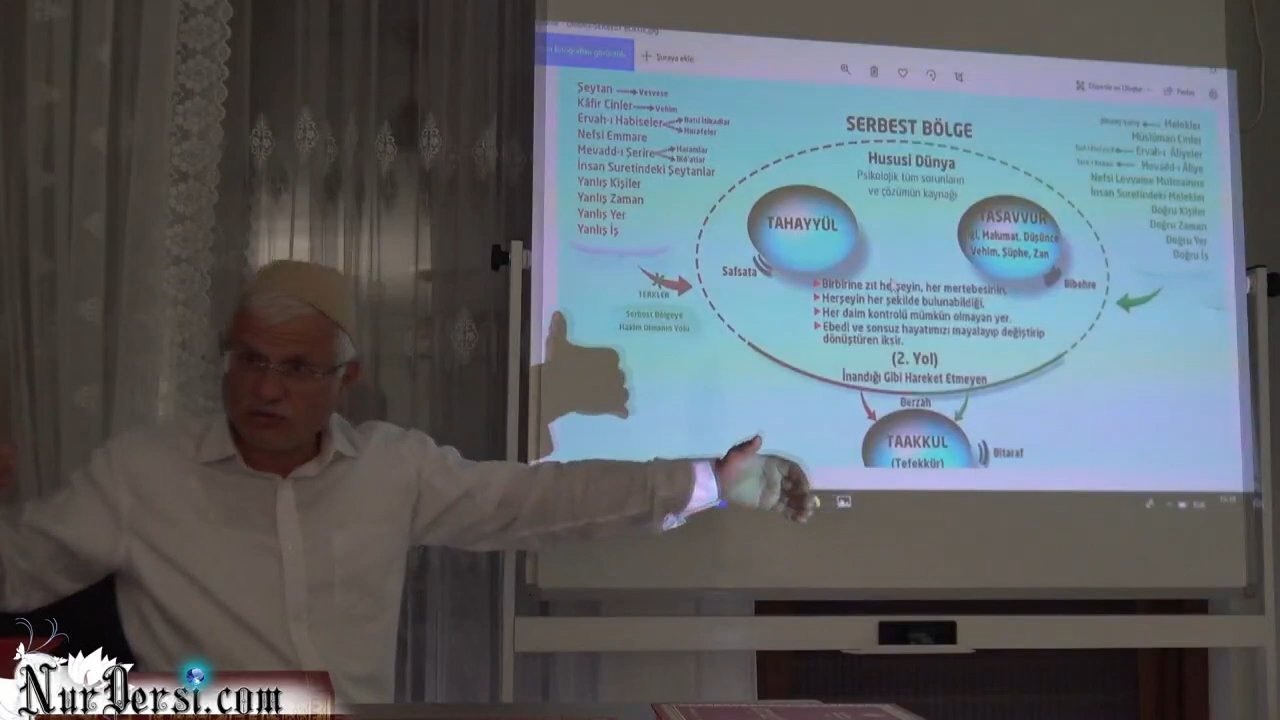 Şuraya ekle
Şeytan Vesvese
Kâfir Cinler Vehim
Ervah-ı Habiseler Batıl İtikadlar
Hurafeler
Nefsi Emmare
Mevadd-ı Şerire Haramlar
Bid'atlar
İnsan Suretindeki Şeytanlar
Yanlış Kişiler
Yanlış Zaman
Yanlış Yer
Yanlış İş
TERKLER
Serbest Bölgeye
Hakim Olmanın Yolu
SERBEST BÖLGE
Hususi Dünya
Psikolojik tüm sorunların
ve çözümün kaynağı
TAHAYYÜL
Safsata
TASAVVUR
Malumat, Düşünce
Vehim, Şüphe, Zan
Bibehre
Birbirine zıt her şeyin, her mertebesinin,
Herşeyin her şekilde bulunabildiği,
Her daim kontrolü mümkün olmayan yer.
Ebedi ve sonsuz hayatımızı mayalayıp değiştirip
dönüştüren iksir.
(2. Yol)
İnandığı Gibi Hareket Etmeyen
Berzah
TAAKKUL
(Tefekkür)
Bitaraf
Melekler
Müslüman Cinler
Ervah-ı Âliyeler
Mevadd-ı Âliye
Nefsi Levvame Mutmainne
İnsan Suretindeki Melekler
Doğru Kişiler
Doğru Zaman
Doğru Yer
Doğru İş
NurDersi.com